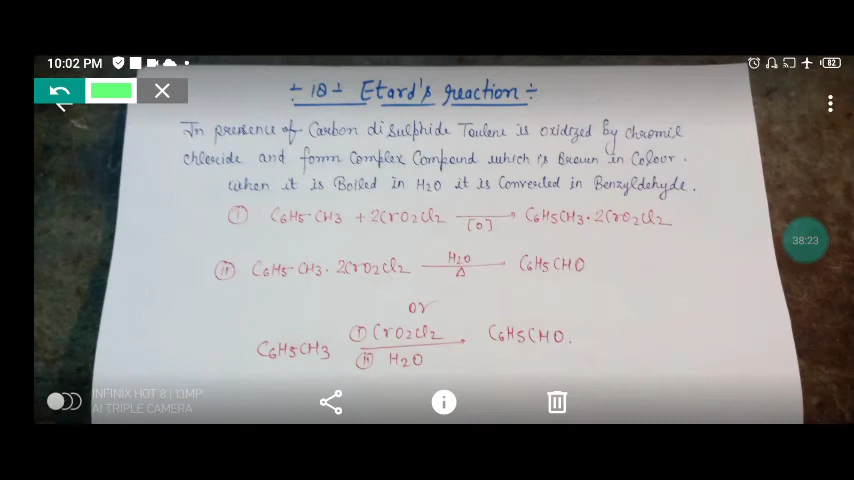 10:02 PM
82
÷ 18 ÷ Etard's reaction ÷
In presence of Carbon di Sulphide Toulene is oxidized by chromil
chloride and form Complex Compound which is Brown in Colour.
when it is Boiled in H2O it is Converted in Benzyldehyde.
I C6H5-CH3 + 2CrO2Cl2 [O] → C6H5CH3·2CrO2Cl2
II C6H5-CH3·2CrO2Cl2 H2O Δ → C6H5CHO
or
C6H5CH3 I CrO2Cl2 II H2O → C6H5CHO.
38:23
INFINIX HOT 8 | 13MP
AI TRIPLE CAMERA